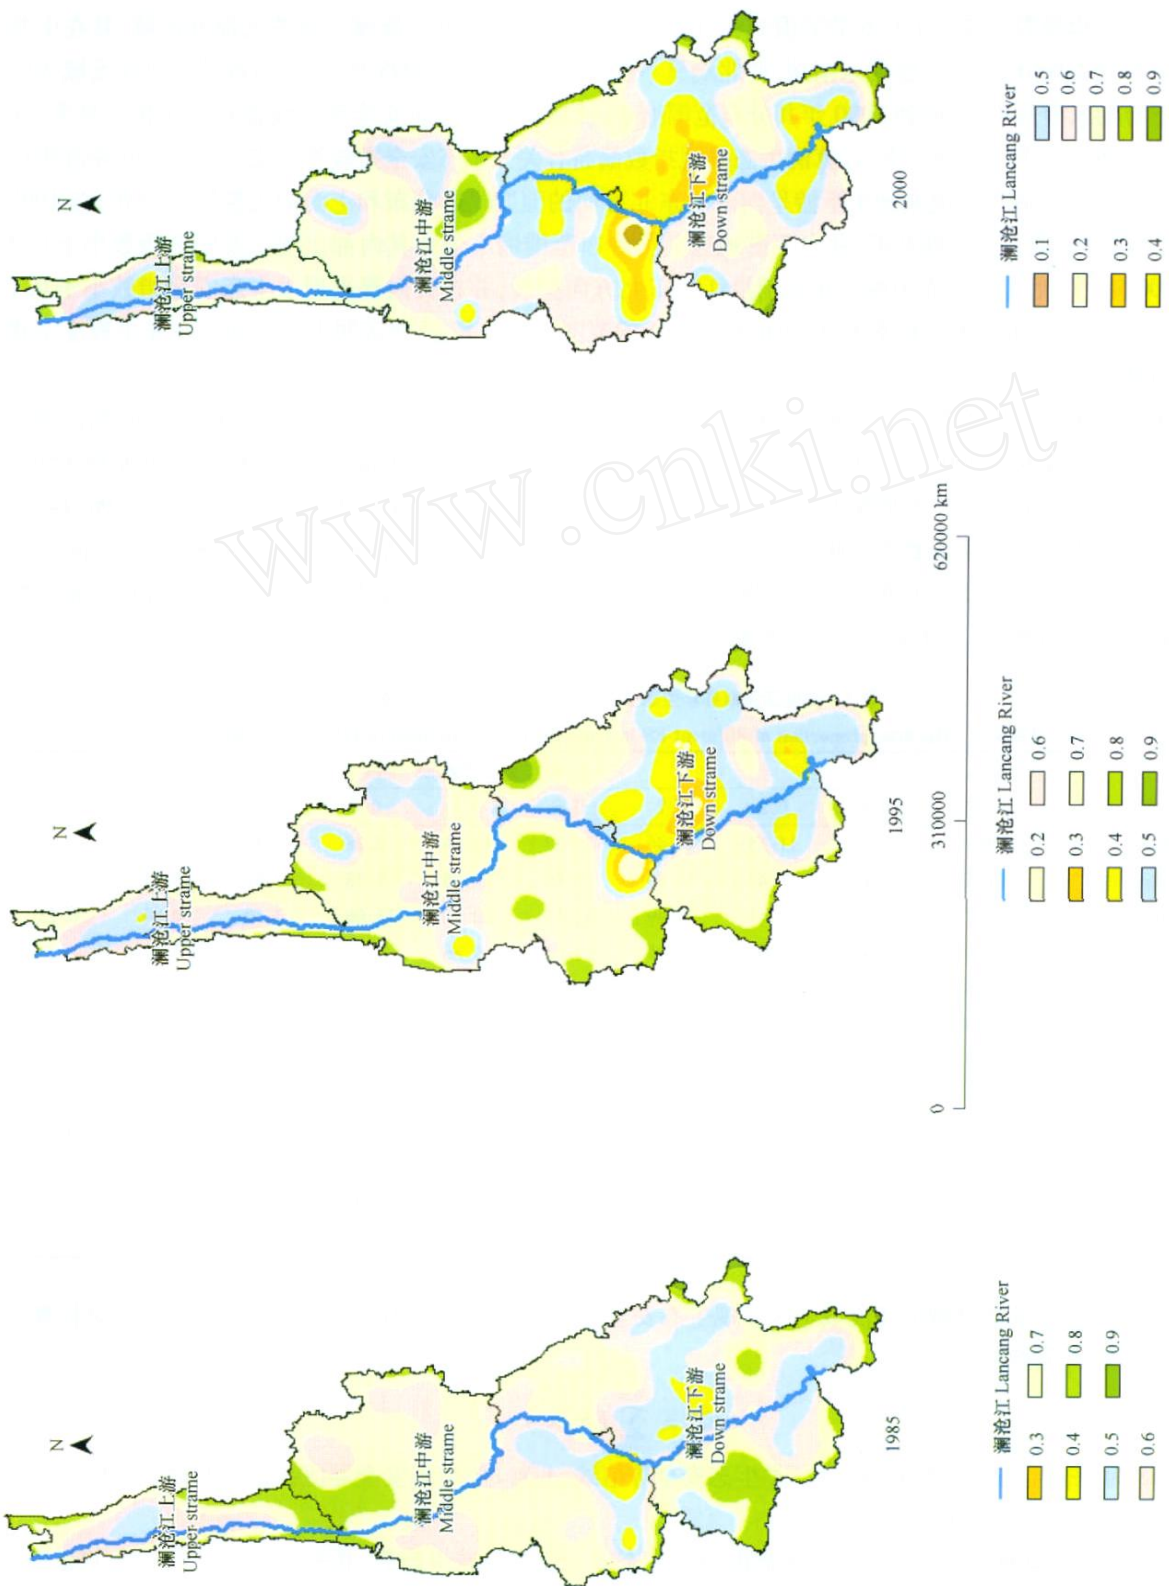 N
澜沧江上游
Upper strame
澜沧江中游
Middle strame
澜沧江下游
Down strame
2000
澜沧江 Lancang River
0.1
0.5
0.2
0.6
0.3
0.7
0.4
0.8
0.9
www.cnki.net
N
澜沧江上游
Upper strame
澜沧江中游
Middle strame
澜沧江下游
Down strame
1995
0
310000
620000 km
澜沧江 Lancang River
0.2
0.6
0.3
0.7
0.4
0.8
0.5
0.9
N
澜沧江上游
Upper strame
澜沧江中游
Middle strame
澜沧江下游
Down strame
1985
澜沧江 Lancang River
0.3
0.7
0.4
0.8
0.5
0.9
0.6